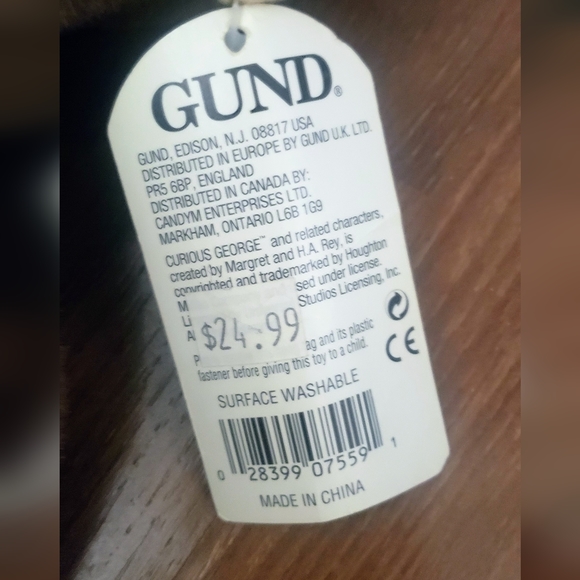 GUND®
GUND, EDISON, N.J. 08817 USA
DISTRIBUTED IN EUROPE BY GUND U.K. LTD.
PR5 6BP, ENGLAND
DISTRIBUTED IN CANADA BY:
CANDYM ENTERPRISES LTD.
MARKHAM, ONTARIO L6B 1G9
CURIOUS GEORGE™ and related characters,
created by Margret and H.A. Rey, is
copyrighted and trademarked by Houghton
M sed under license.
Li Studios Licensing, Inc.
A
$24.99
P ag and its plastic
fastener before giving this toy to a child.
CE
SURFACE WASHABLE
0 28399 07559 1
MADE IN CHINA